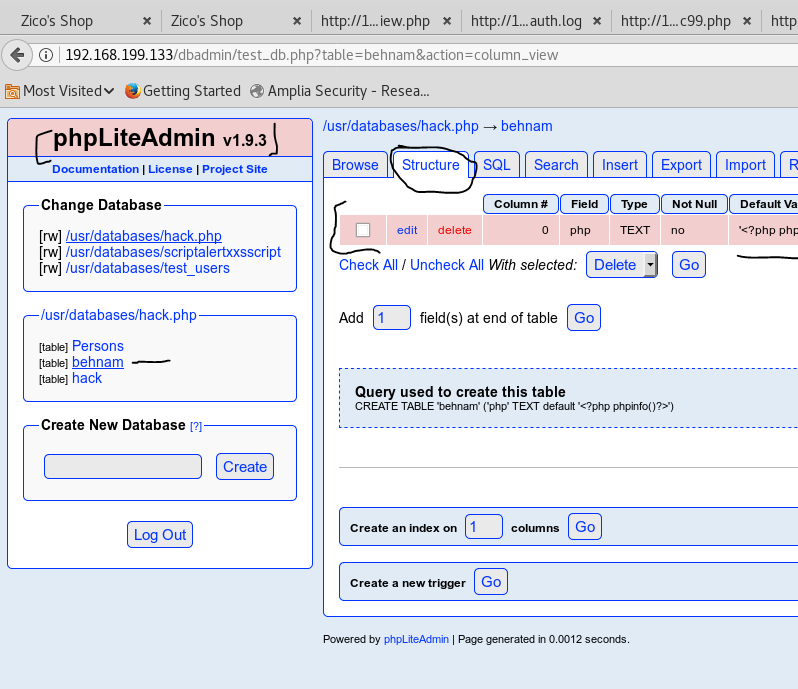 Zico's Shop × Zico's Shop × http://1...iew.php × http://1...auth.log × http://1...c99.php × http
192.168.199.133/dbadmin/test_db.php?table=behnam&action=column_view
Most Visited Getting Started Amplia Security - Resea...
phpLiteAdmin v1.9.3
Documentation | License | Project Site
Change Database
[rw] /usr/databases/hack.php
[rw] /usr/databases/scriptalertxxsscript
[rw] /usr/databases/test_users
/usr/databases/hack.php
[table] Persons
[table] behnam
[table] hack
Create New Database [?]
Create
Log Out
/usr/databases/hack.php → behnam
Browse Structure SQL Search Insert Export Import R
Column # Field Type Not Null Default Va
edit delete 0 php TEXT no '<?php php
Check All / Uncheck All With selected: Delete Go
Add 1 field(s) at end of table Go
Query used to create this table
CREATE TABLE 'behnam' ('php' TEXT default '<?php phpinfo()?>')
Create an index on 1 columns Go
Create a new trigger Go
Powered by phpLiteAdmin | Page generated in 0.0012 seconds.